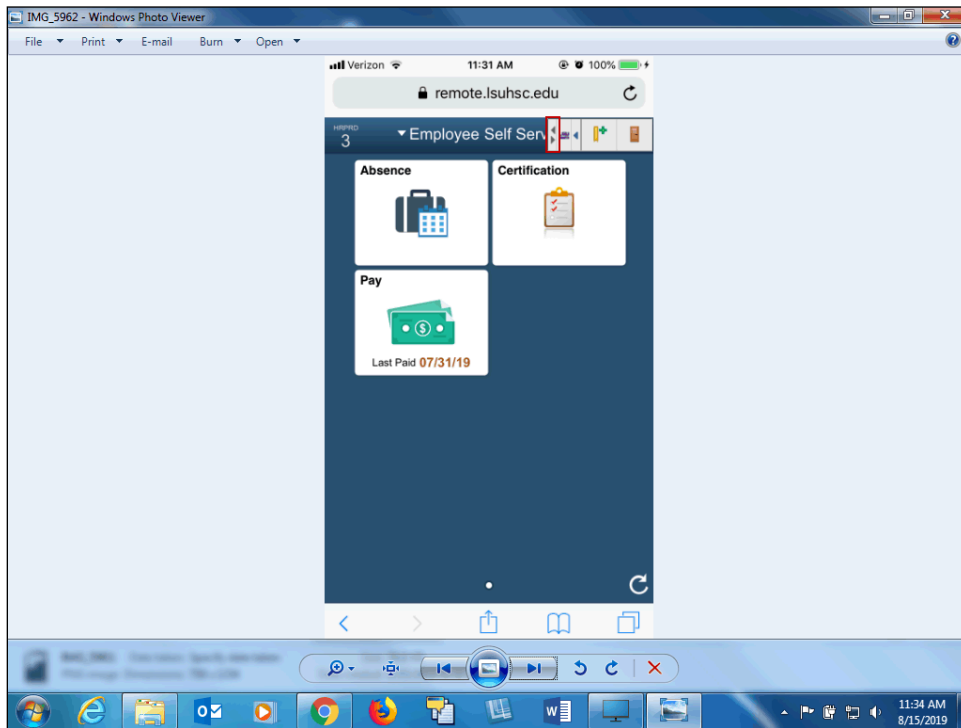 IMG_5962 - Windows Photo Viewer
File Print E-mail Burn Open
Verizon 11:31 AM 100%
remote.lsuhsc.edu
HRPRD
3
Employee Self Serv
Absence
Certification
Pay
Last Paid 07/31/19
11:34 AM
8/15/2019